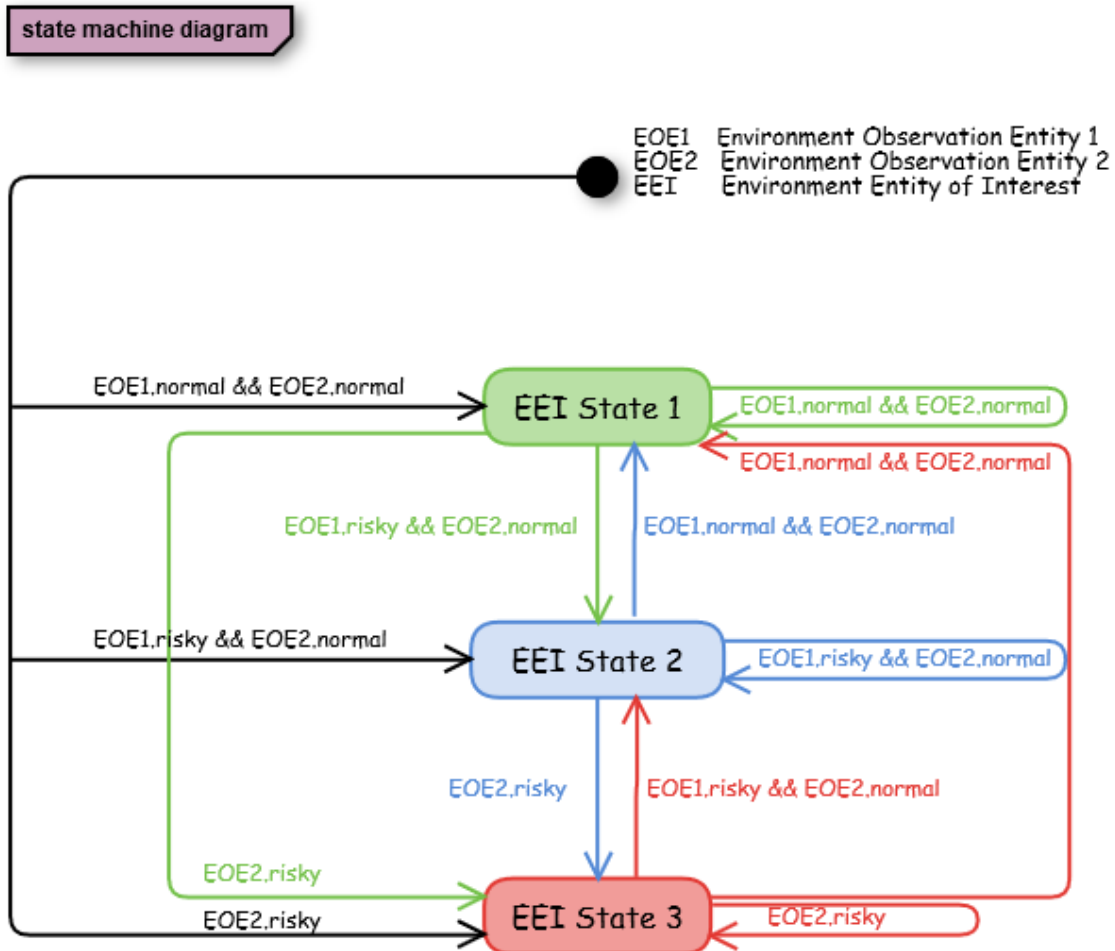 state machine diagram
EOE1 Environment Observation Entity 1
EOE2 Environment Observation Entity 2
EEI Environment Entity of Interest
EOE1.normal && EOE2.normal
EEI State 1
EOE1.normal && EOE2.normal
EOE1.normal && EOE2.normal
EOE1.risky && EOE2.normal
EOE1.normal && EOE2.normal
EOE1.risky && EOE2.normal
EEI State 2
EOE1.risky && EOE2.normal
EOE2.risky
EOE1.risky && EOE2.normal
EOE2.risky
EOE2.risky
EEI State 3
EOE2.risky